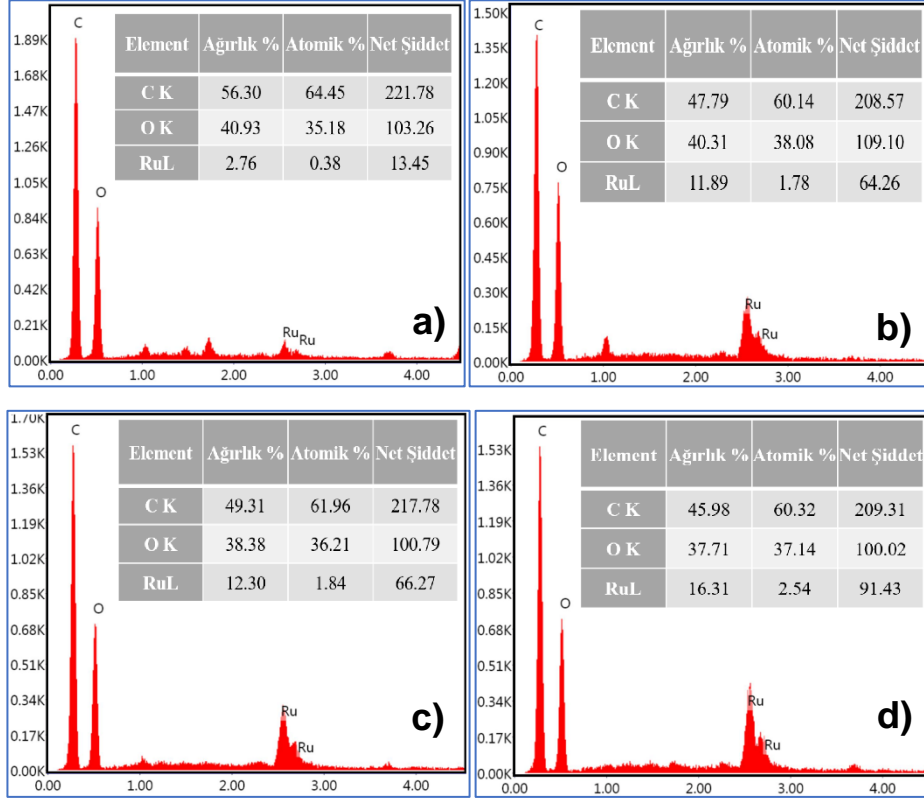 C
O
Ru
Ru
1.89K
1.68K
1.47K
1.26K
1.05K
0.84K
0.63K
0.42K
0.21K
0.00K
0.00 1.00 2.00 3.00 4.00
Element Ağırlık % Atomik % Net Şiddet
C K 56.30 64.45 221.78
O K 40.93 35.18 103.26
RuL 2.76 0.38 13.45
a)
C
O
Ru
Ru
1.50K
1.35K
1.20K
1.05K
0.90K
0.75K
0.60K
0.45K
0.30K
0.15K
0.00K
0.00 1.00 2.00 3.00 4.00
Element Ağırlık % Atomik % Net Şiddet
C K 47.79 60.14 208.57
O K 40.31 38.08 109.10
RuL 11.89 1.78 64.26
b)
C
O
Ru
Ru
1.70K
1.53K
1.36K
1.19K
1.02K
0.85K
0.68K
0.51K
0.34K
0.17K
0.00K
0.00 1.00 2.00 3.00 4.00
Element Ağırlık % Atomik % Net Şiddet
C K 49.31 61.96 217.78
O K 38.38 36.21 100.79
RuL 12.30 1.84 66.27
c)
C
O
Ru
Ru
1.53K
1.36K
1.19K
1.02K
0.85K
0.68K
0.51K
0.34K
0.17K
0.00K
0.00 1.00 2.00 3.00 4.00
Element Ağırlık % Atomik % Net Şiddet
C K 45.98 60.32 209.31
O K 37.71 37.14 100.02
RuL 16.31 2.54 91.43
d)